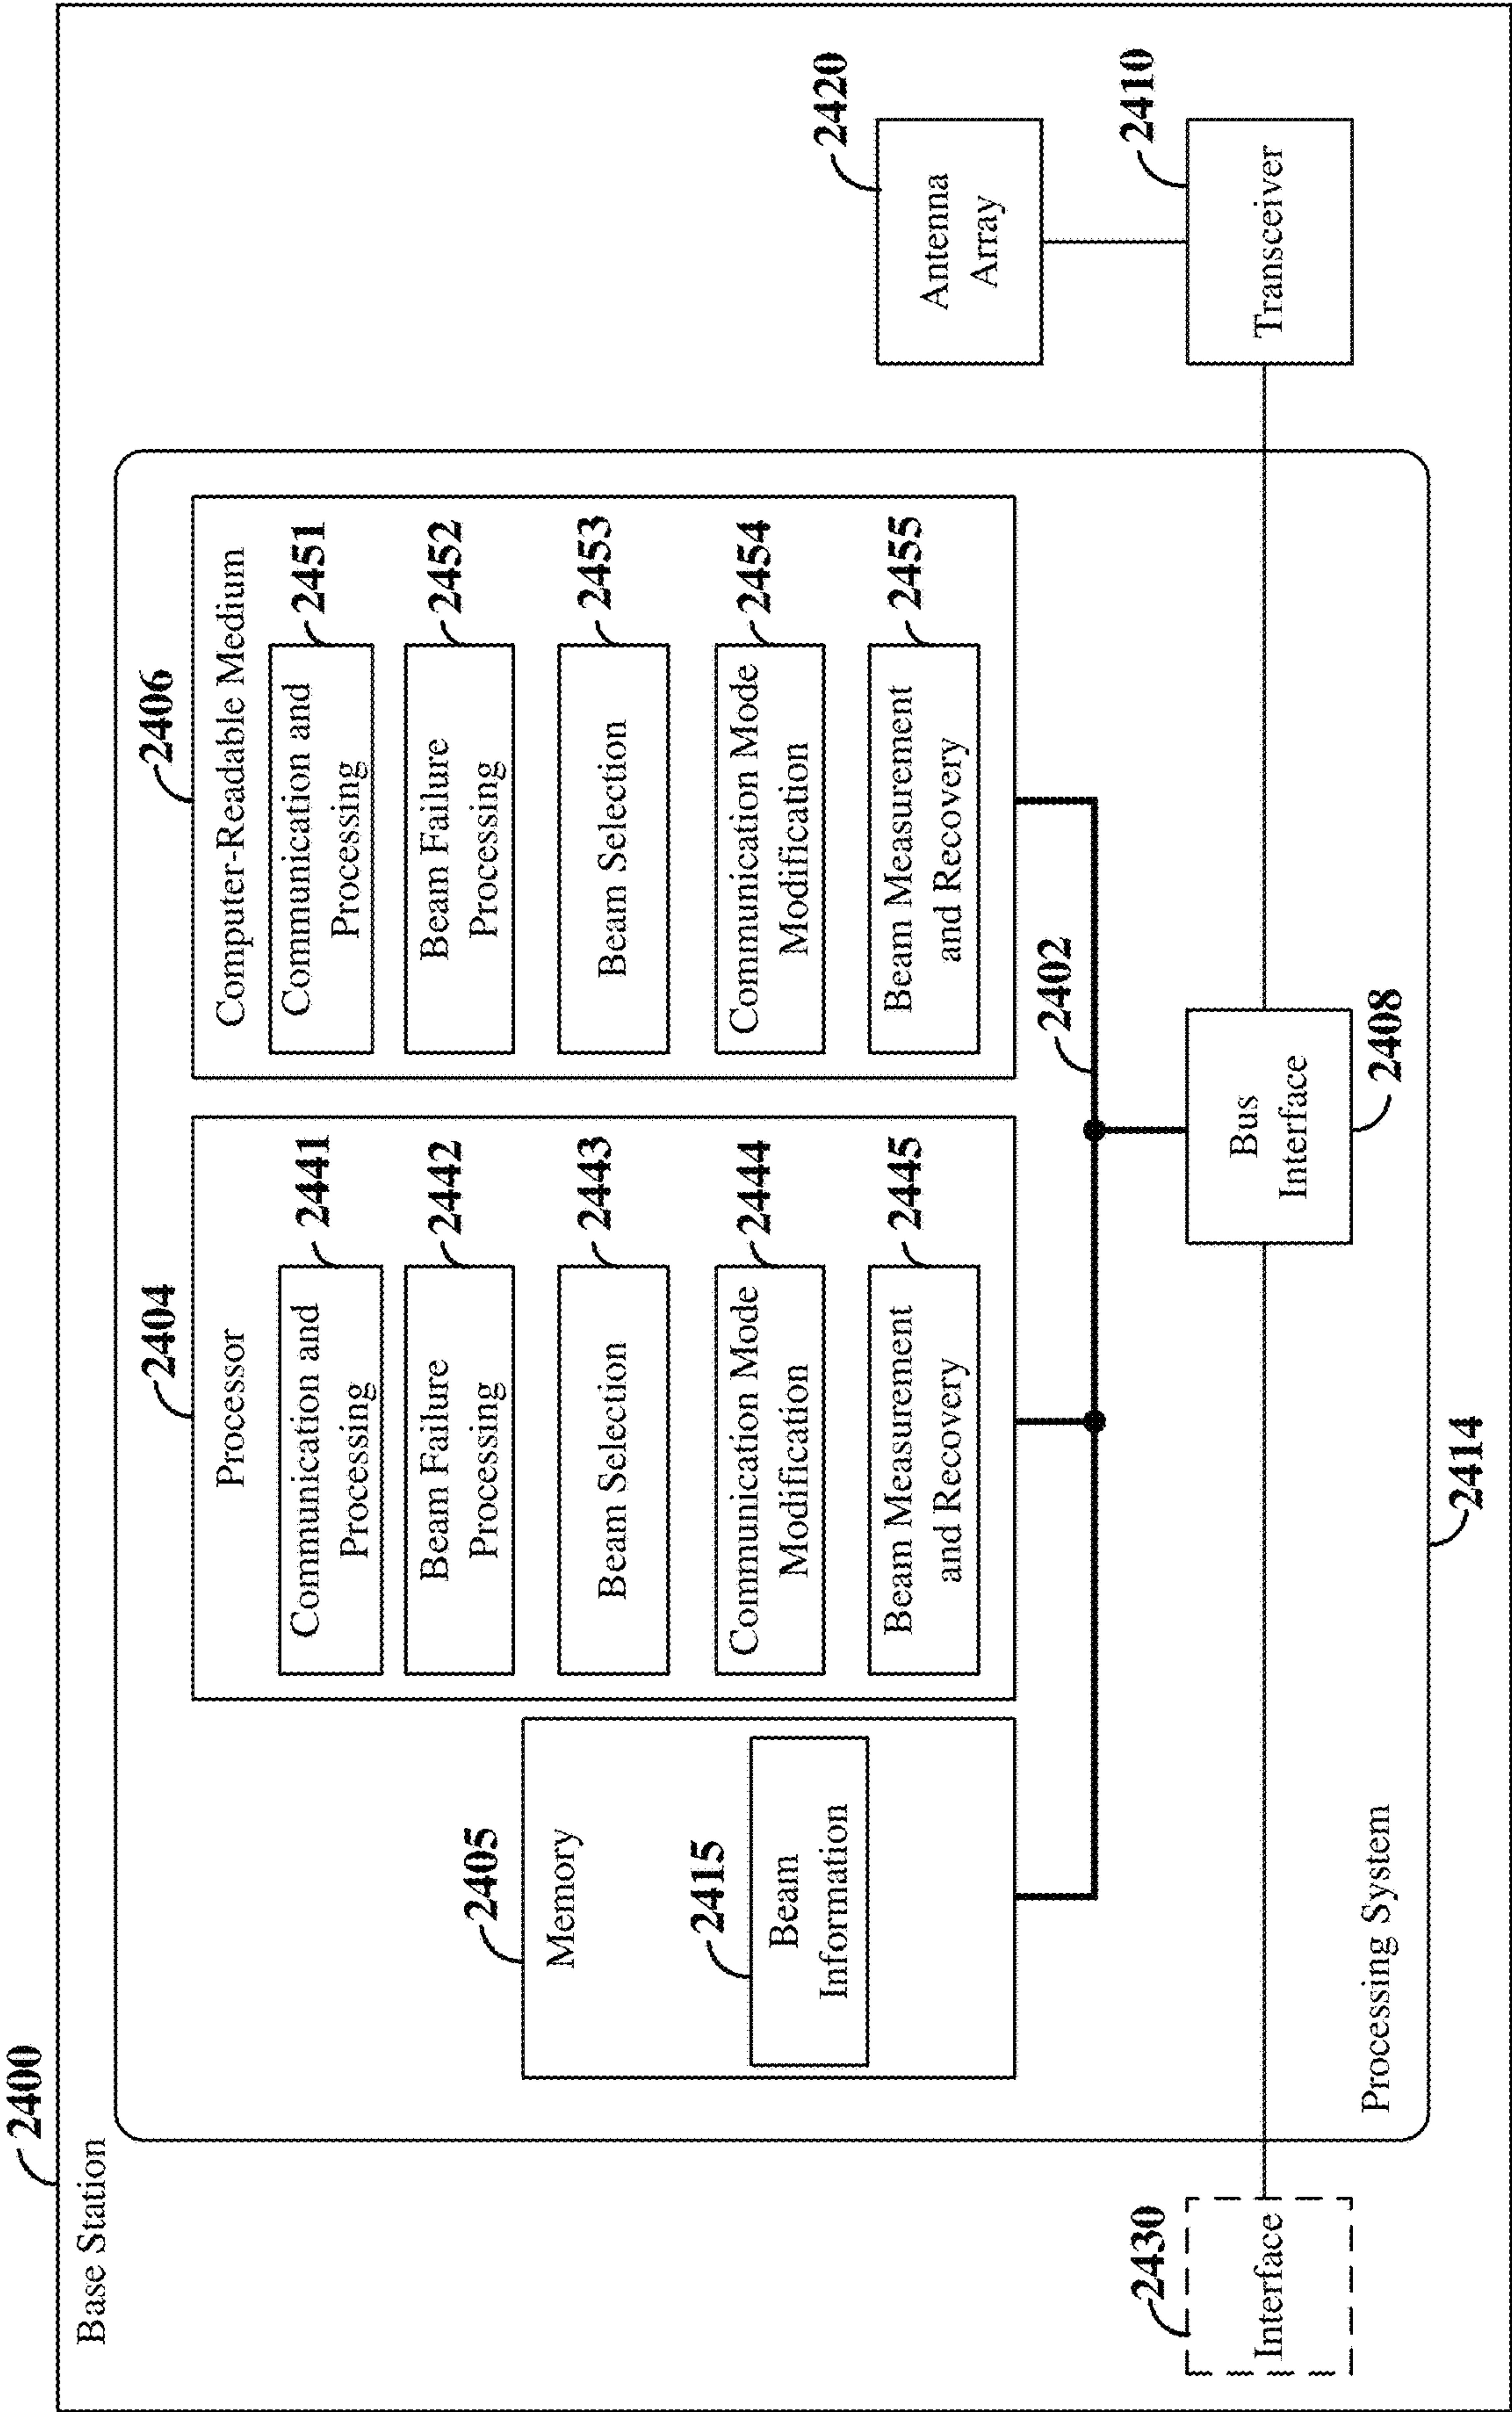 2400
Base Station
2405
Memory
2415
Beam
Information
2404
Processor
Communication and
Processing
2441
Beam Failure
Processing
2442
Beam Selection
2443
Communication Mode
Modification
2444
Beam Measurement
and Recovery
2445
2406
Computer-Readable Medium
Communication and
Processing
2451
Beam Failure
Processing
2452
Beam Selection
2453
Communication Mode
Modification
2454
Beam Measurement
and Recovery
2455
2402
2420
Antenna
Array
2430
Interface
Bus
Interface
2408
2410
Transceiver
Processing System
2414